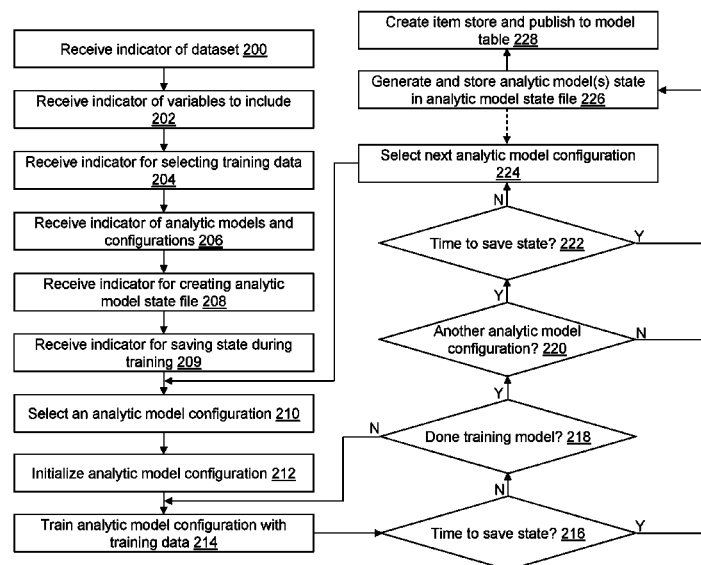 Receive indicator of dataset 200
Receive indicator of variables to include
202
Receive indicator for selecting training data
204
Receive indicator of analytic models and
configurations 206
Receive indicator for creating analytic
model state file 208
Receive indicator for saving state during
training 209
Select an analytic model configuration 210
Initialize analytic model configuration 212
Train analytic model configuration with
training data 214
Create item store and publish to model
table 228
Generate and store analytic model(s) state
in analytic model state file 226
Select next analytic model configuration
224
N
Time to save state? 222
Y
Y
Another analytic model
configuration? 220
N
Y
N
Done training model? 218
N
Time to save state? 216
Y